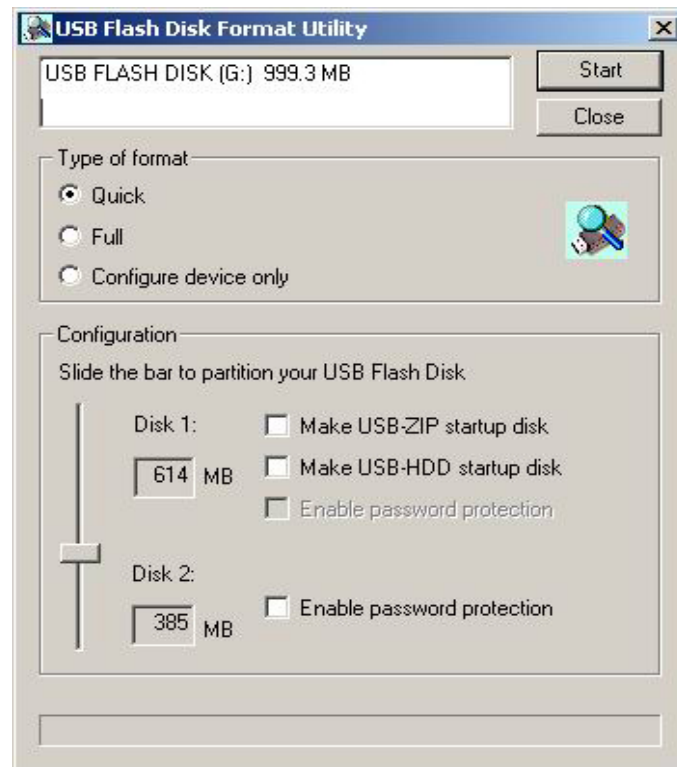 USB Flash Disk Format Utility
USB FLASH DISK (G:) 999.3 MB
Start
Close
Type of format
Quick
Full
Configure device only
Configuration
Slide the bar to partition your USB Flash Disk
Disk 1:
Make USB-ZIP startup disk
614 MB
Make USB-HDD startup disk
Enable password protection
Disk 2:
385 MB
Enable password protection